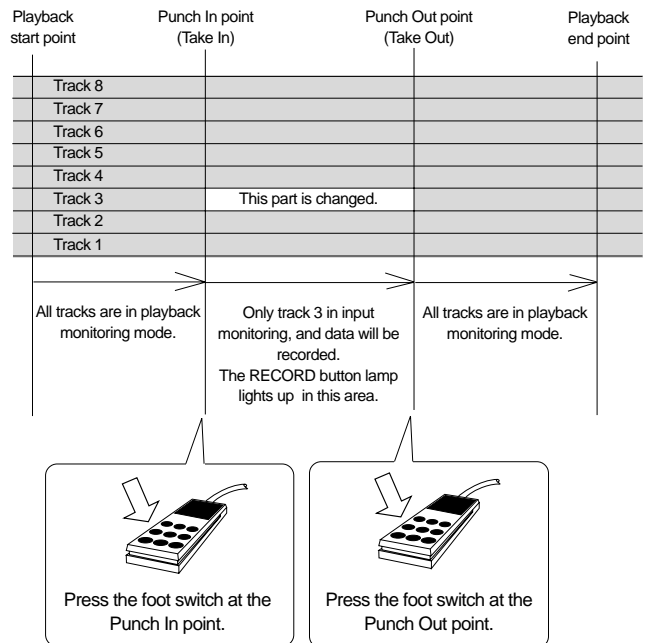 Playback
start point
Punch In point
(Take In)
Punch Out point
(Take Out)
Playback
end point
Track 8
Track 7
Track 6
Track 5
Track 4
Track 3
This part is changed.
Track 2
Track 1
All tracks are in playback
monitoring mode.
Only track 3 in input
monitoring, and data will be
recorded.
The RECORD button lamp
lights up in this area.
All tracks are in playback
monitoring mode.
Press the foot switch at the
Punch In point.
Press the foot switch at the
Punch Out point.